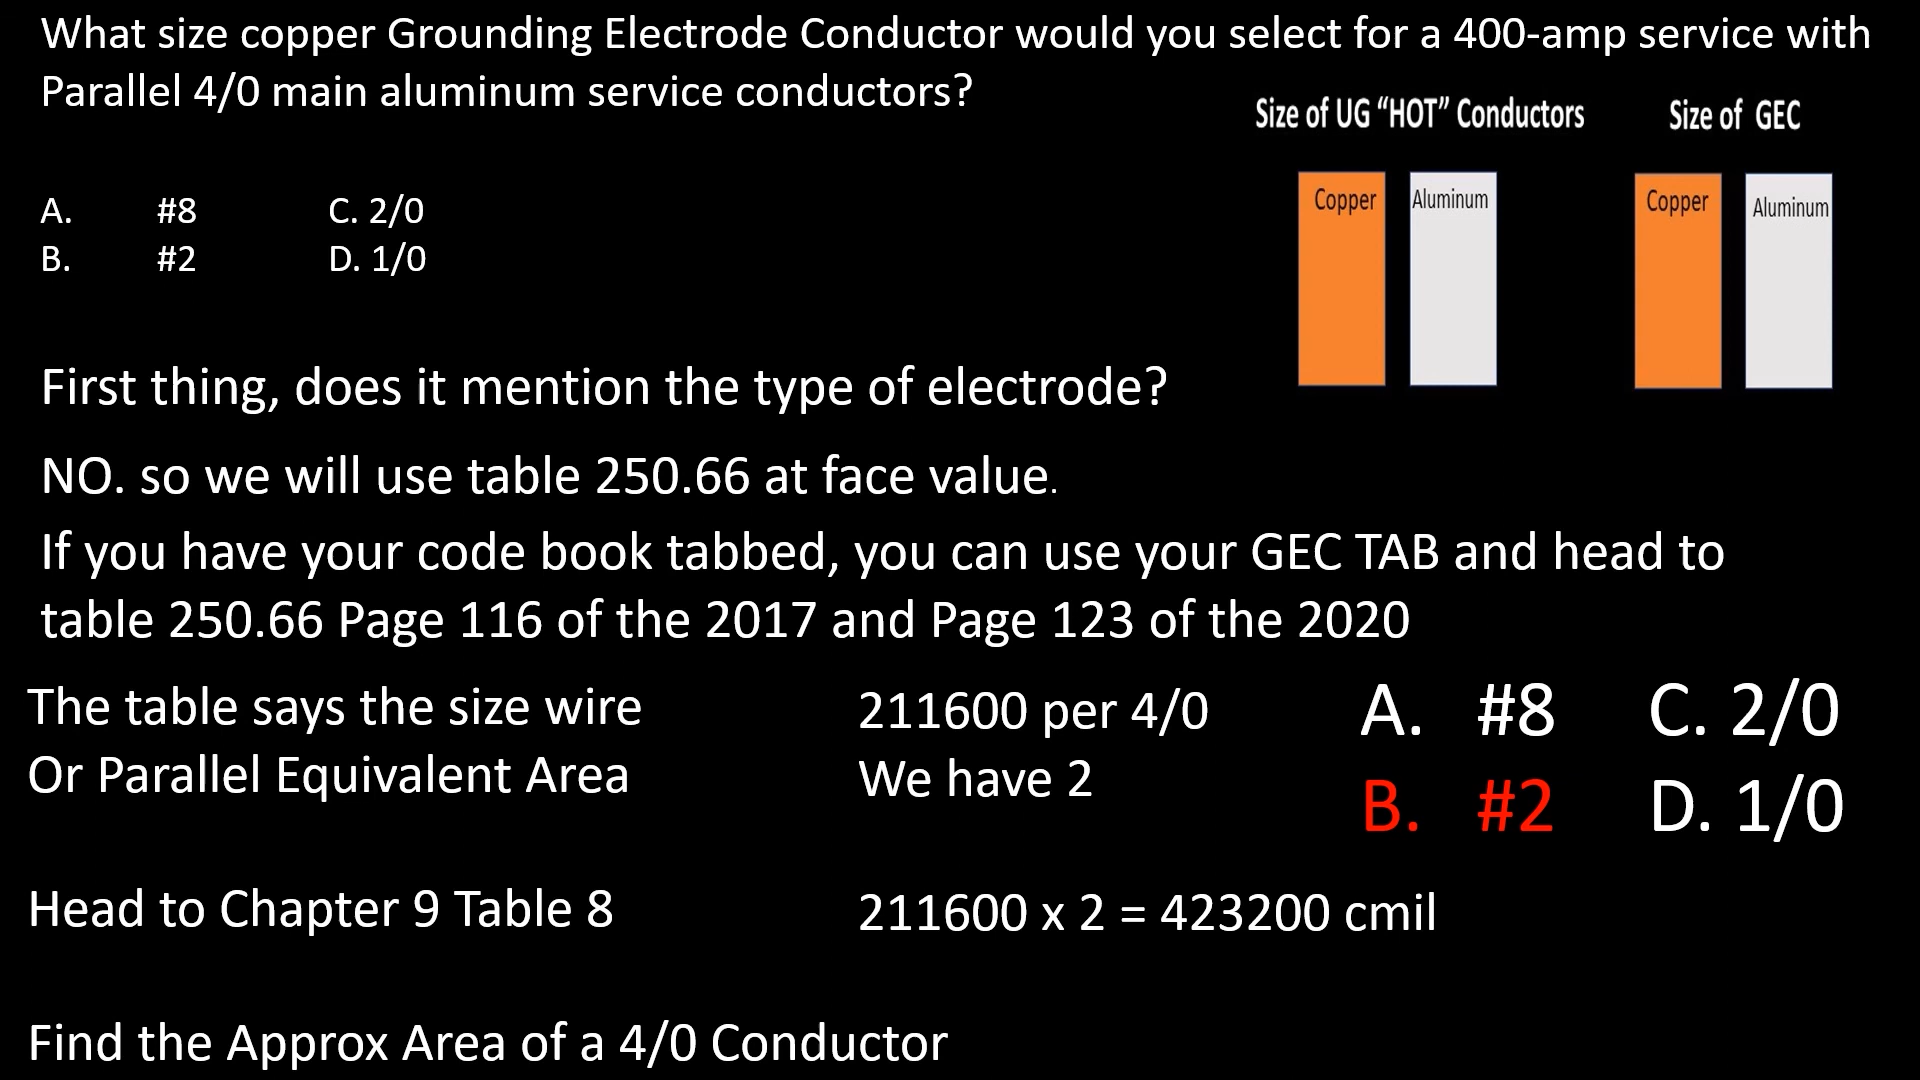 What size copper Grounding Electrode Conductor would you select for a 400-amp service with
Parallel 4/0 main aluminum service conductors?
Size of UG “HOT” Conductors
Size of GEC
Copper
Aluminum
Copper
Aluminum
A. #8 C. 2/0
B. #2 D. 1/0
First thing, does it mention the type of electrode?
NO. so we will use table 250.66 at face value.
If you have your code book tabbed, you can use your GEC TAB and head to
table 250.66 Page 116 of the 2017 and Page 123 of the 2020
The table says the size wire
Or Parallel Equivalent Area
211600 per 4/0
We have 2
A. #8 C. 2/0
B. #2 D. 1/0
Head to Chapter 9 Table 8
211600 x 2 = 423200 cmil
Find the Approx Area of a 4/0 Conductor